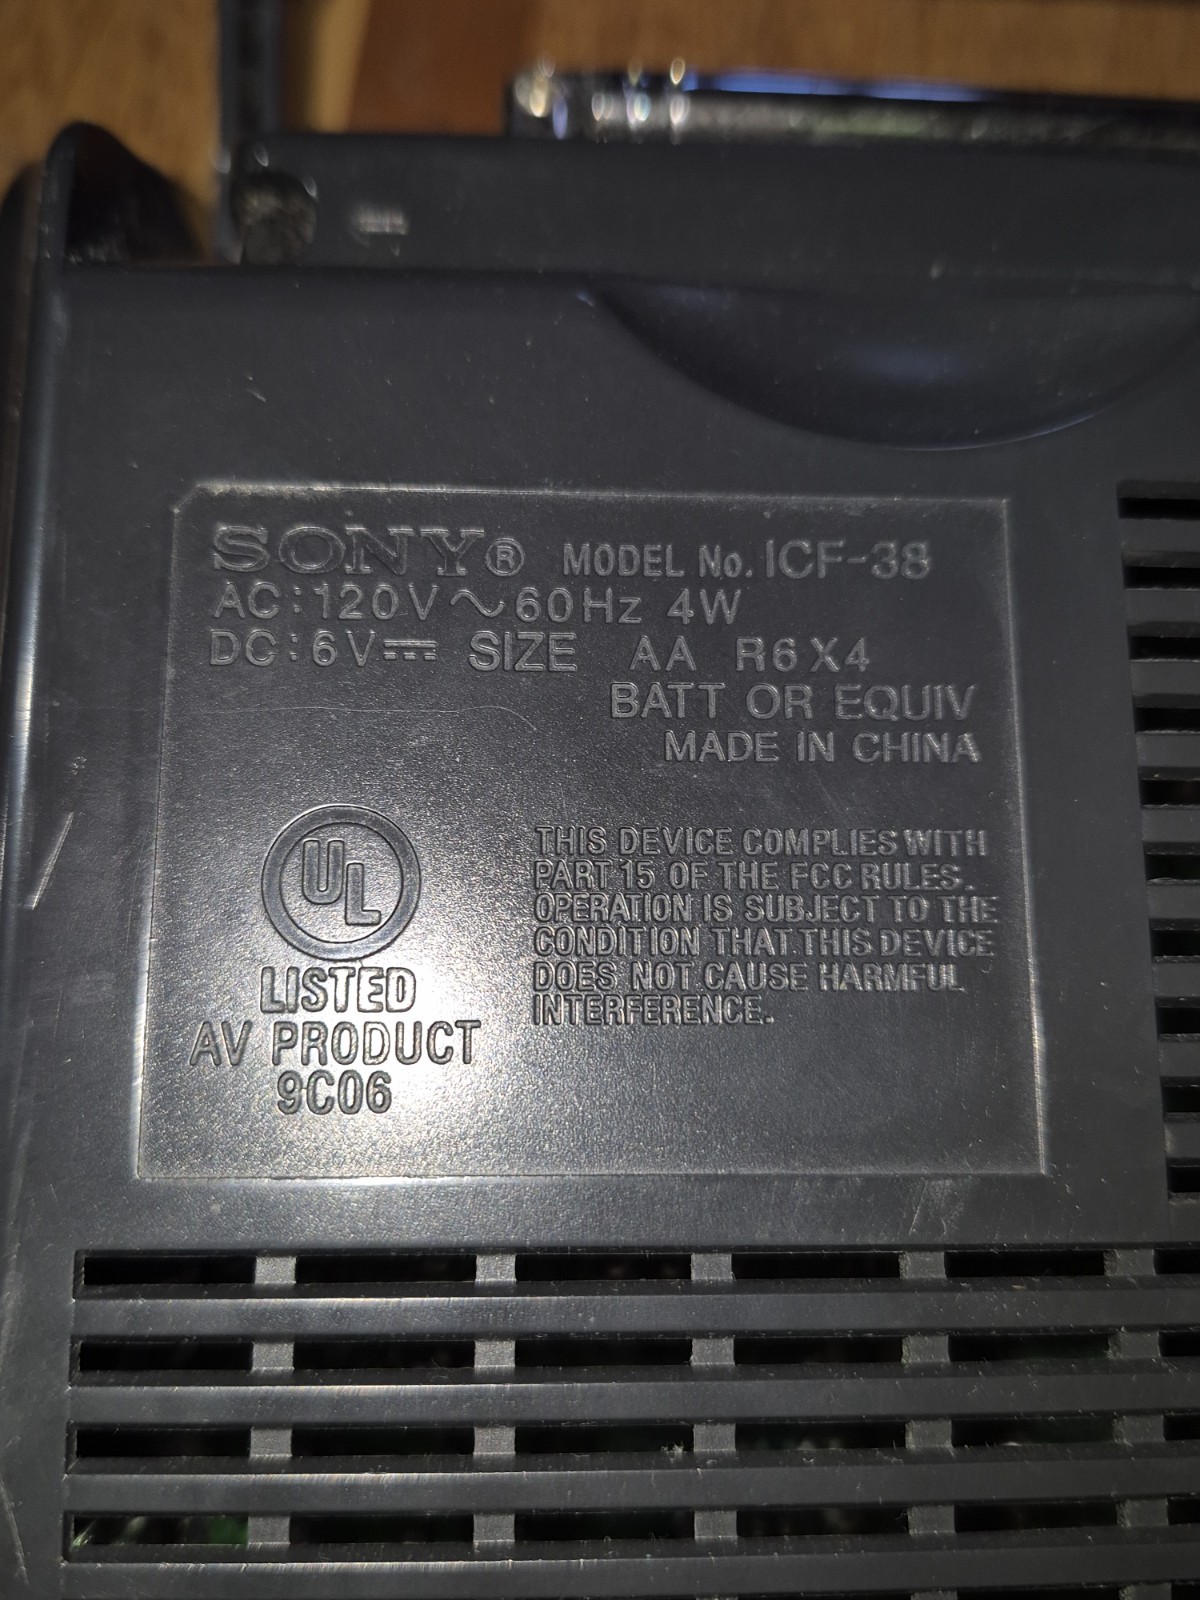 SONY® MODEL No. ICF-38
AC:120V～60Hz 4W
DC:6V⎓ SIZE AA R6X4
BATT OR EQUIV
MADE IN CHINA
UL
LISTED
AV PRODUCT
9C06
THIS DEVICE COMPLIES WITH
PART 15 OF THE FCC RULES.
OPERATION IS SUBJECT TO THE
CONDITION THAT THIS DEVICE
DOES NOT CAUSE HARMFUL
INTERFERENCE.